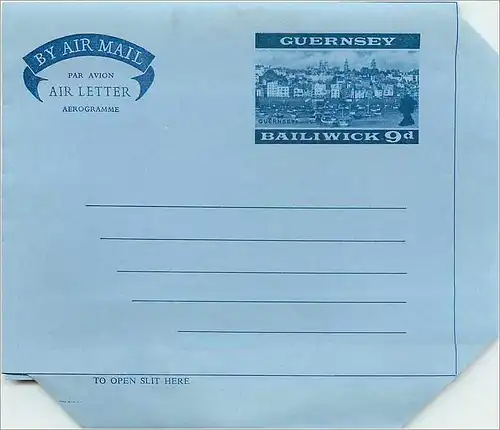 BY AIR MAIL
PAR AVION
AIR LETTER
AEROGRAMME
GUERNSEY
GUERNSEY
BAILIWICK 9d
TO OPEN SLIT HERE